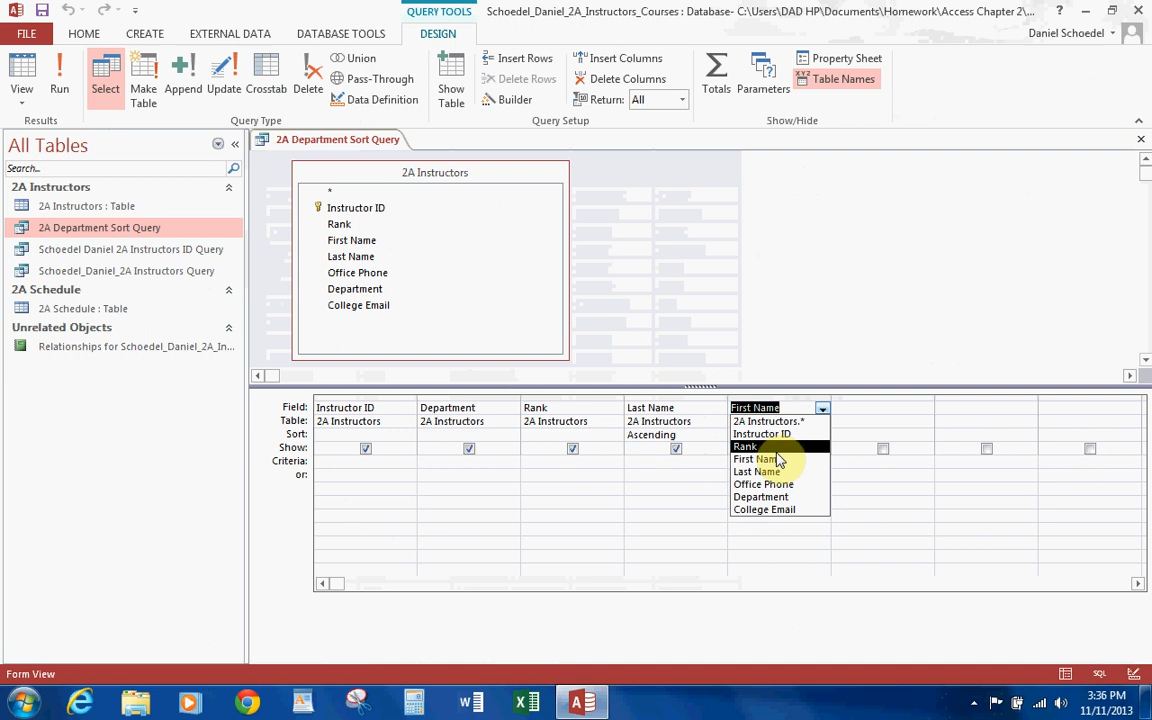 QUERY TOOLS
Schoedel_Daniel_2A_Instructors_Courses : Database- C:\Users\DAD HP\Documents\Homework\Access Chapter 2\...
?
FILE
HOME
CREATE
EXTERNAL DATA
DATABASE TOOLS
DESIGN
Daniel Schoedel
View
Run
Select
Make Table
Append
Update
Crosstab
Delete
Union
Pass-Through
Data Definition
Show Table
Insert Rows
Delete Rows
Builder
Insert Columns
Delete Columns
Return: All
Totals
Parameters
Property Sheet
Table Names
Results
Query Type
Query Setup
Show/Hide
All Tables
Search...
2A Instructors
2A Instructors : Table
2A Department Sort Query
Schoedel Daniel 2A Instructors ID Query
Schoedel_Daniel_2A Instructors Query
2A Schedule
2A Schedule : Table
Unrelated Objects
Relationships for Schoedel_Daniel_2A_In...
2A Department Sort Query
2A Instructors
*
Instructor ID
Rank
First Name
Last Name
Office Phone
Department
College Email
Field: Instructor ID Department Rank Last Name First Name
Table: 2A Instructors 2A Instructors 2A Instructors 2A Instructors
Sort: Ascending
Show:
Criteria:
or:
2A Instructors.*
Instructor ID
Rank
First Name
Last Name
Office Phone
Department
College Email
Form View
SQL
3:36 PM
11/11/2013